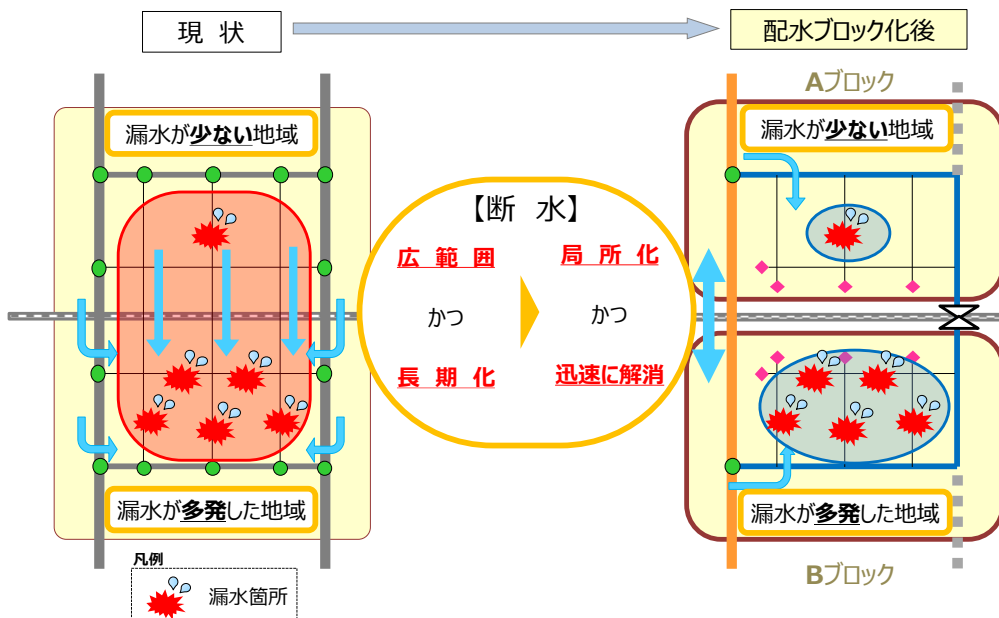 現 状
配水ブロック化後
Aブロック
漏水が少ない地域
漏水が少ない地域
【断 水】
広 範 囲
局 所 化
かつ
かつ
長 期 化
迅速に解消
漏水が多発した地域
漏水が多発した地域
Bブロック
凡例
漏水箇所